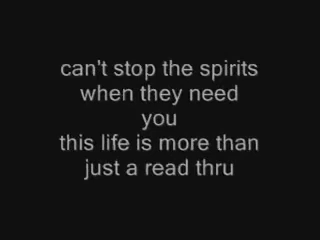 can't stop the spirits
when they need
you
this life is more than
just a read thru